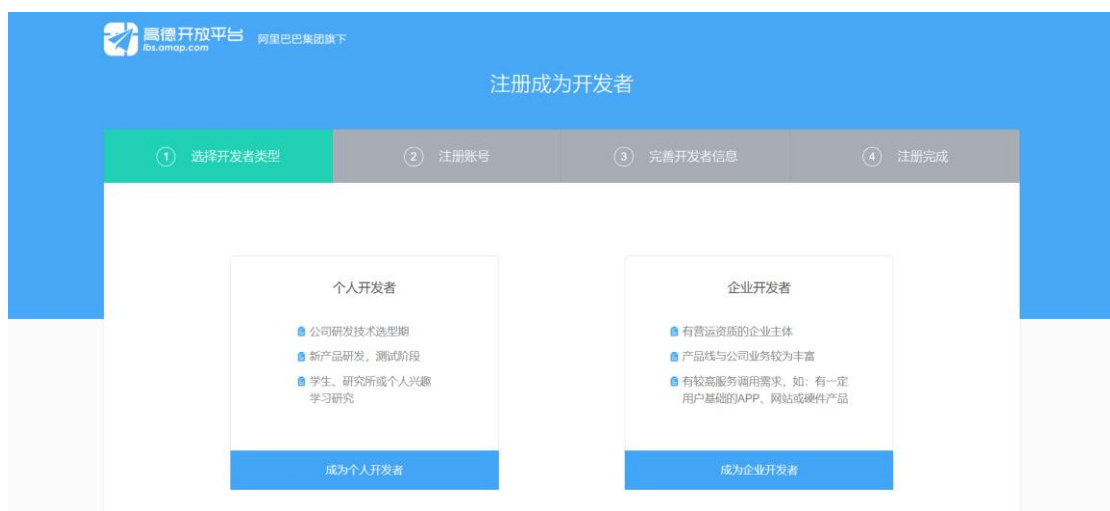 高德开放平台 阿里巴巴集团旗下
lbs.amap.com
注册成为开发者
1 选择开发者类型
2 注册账号
3 完善开发者信息
4 注册完成
个人开发者
公司研发技术选型期
新产品研发，测试阶段
学生、研究所或个人兴趣
学习研究
成为个人开发者
企业开发者
有营运资质的企业主体
产品线与公司业务较为丰富
有较高服务调用需求，如：有一定
用户基础的APP、网站或硬件产品
成为企业开发者